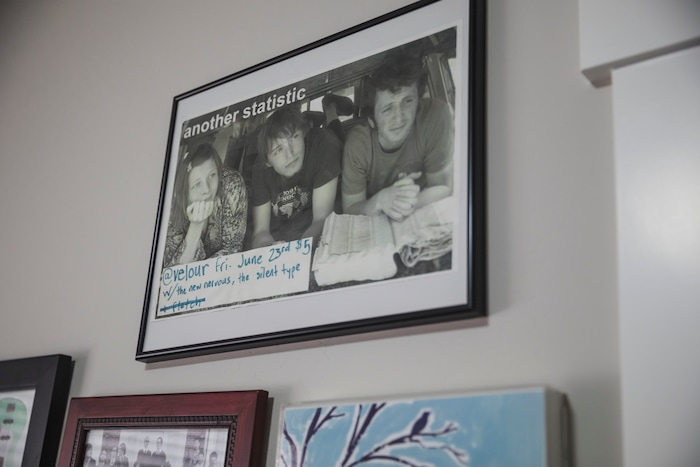 another statistic
@velour fri. June 23rd $5
w/ the new nervous, the silent type